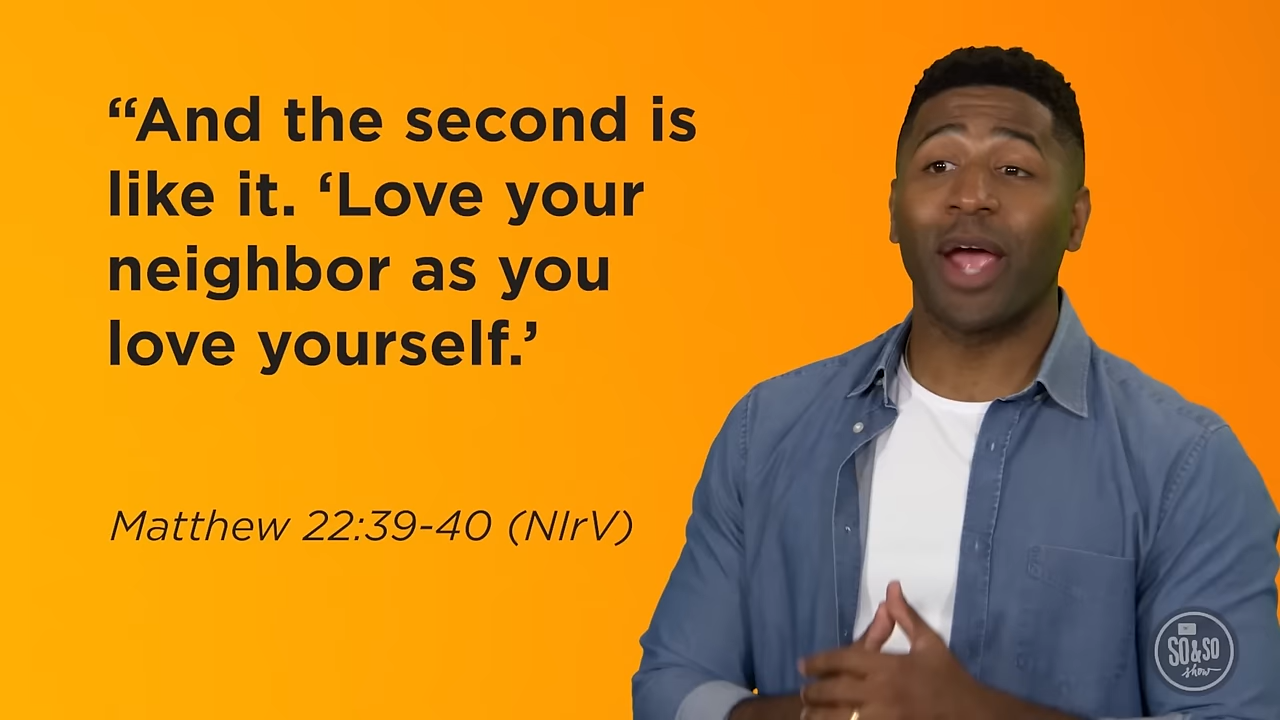 “And the second is
like it. ‘Love your
neighbor as you
love yourself.’
Matthew 22:39-40 (NIrV)
SO&SO
show